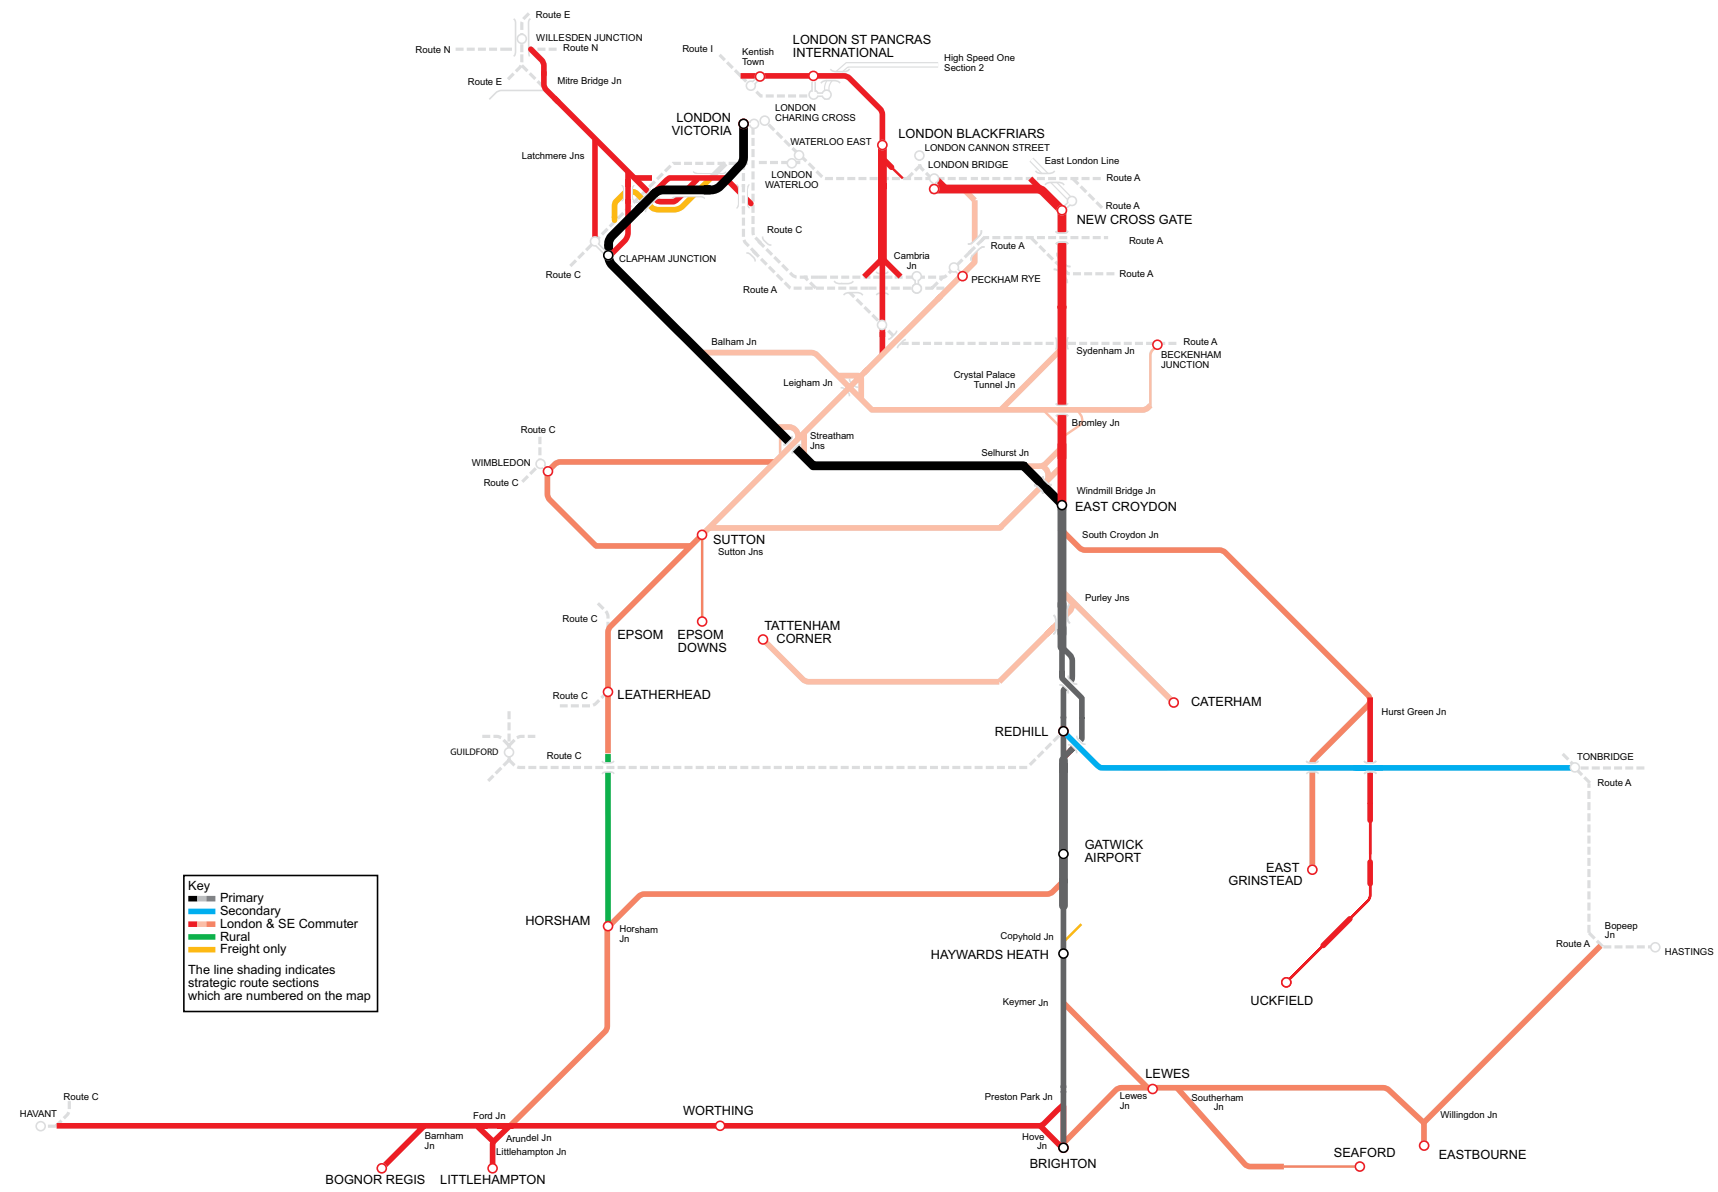 Route E
WILLESDEN JUNCTION
Route N
Route N
Route E
Mitre Bridge Jn
Route I
Kentish
Town
LONDON ST PANCRAS
INTERNATIONAL
High Speed One
Section 2
LONDON
VICTORIA
LONDON
CHARING CROSS
WATERLOO EAST
LONDON BLACKFRIARS
LONDON CANNON STREET
LONDON BRIDGE
East London Line
Latchmere Jns
LONDON
WATERLOO
Route A
Route A
NEW CROSS GATE
Route C
Route A
Route A
Cambria
Jn
CLAPHAM JUNCTION
Route C
Route A
PECKHAM RYE
Route A
Balham Jn
Sydenham Jn
Route A
BECKENHAM
JUNCTION
Leigham Jn
Crystal Palace
Tunnel Jn
Bromley Jn
Route C
Streatham
Jns
WIMBLEDON
Selhurst Jn
Route C
Windmill Bridge Jn
EAST CROYDON
SUTTON
Sutton Jns
South Croydon Jn
Route C
EPSOM
EPSOM
DOWNS
TATTENHAM
CORNER
Purley Jns
Route C
LEATHERHEAD
CATERHAM
Hurst Green Jn
REDHILL
GUILDFORD
Route C
TONBRIDGE
Route A
GATWICK
AIRPORT
EAST
GRINSTEAD
Key
Primary
Secondary
London & SE Commuter
Rural
Freight only
The line shading indicates
strategic route sections
which are numbered on the map
HORSHAM
Horsham
Jn
Copyhold Jn
HAYWARDS HEATH
Bopeep
Jn
Route A
HASTINGS
UCKFIELD
Keymer Jn
LEWES
Lewes
Jn
Southerham
Jn
Preston Park Jn
Willingdon Jn
Route C
HAVANT
Ford Jn
WORTHING
Barnham
Jn
Arundel Jn
Littlehampton Jn
Hove
Jn
BRIGHTON
SEAFORD
EASTBOURNE
BOGNOR REGIS
LITTLEHAMPTON